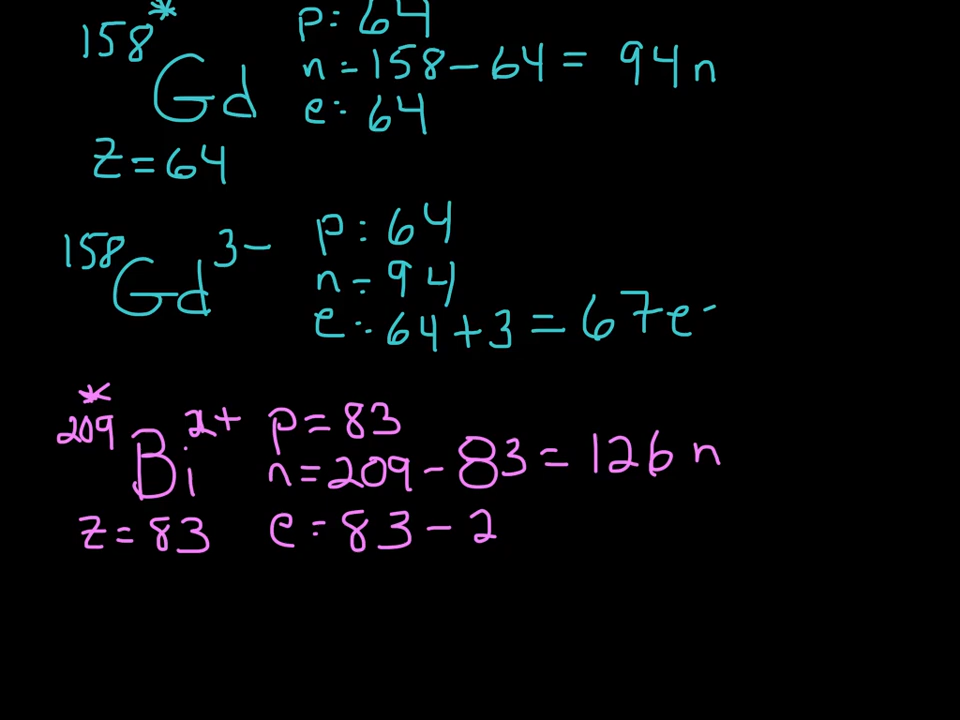 *
p: 64
158
Gd
n = 158 - 64 = 94 n
e: 64
z = 64
158 Gd 3-
p: 64
n = 94
e: 64 + 3 = 67 e-
*
209 Bi 2+
p = 83
n = 209 - 83 = 126 n
z = 83
e = 83 - 2